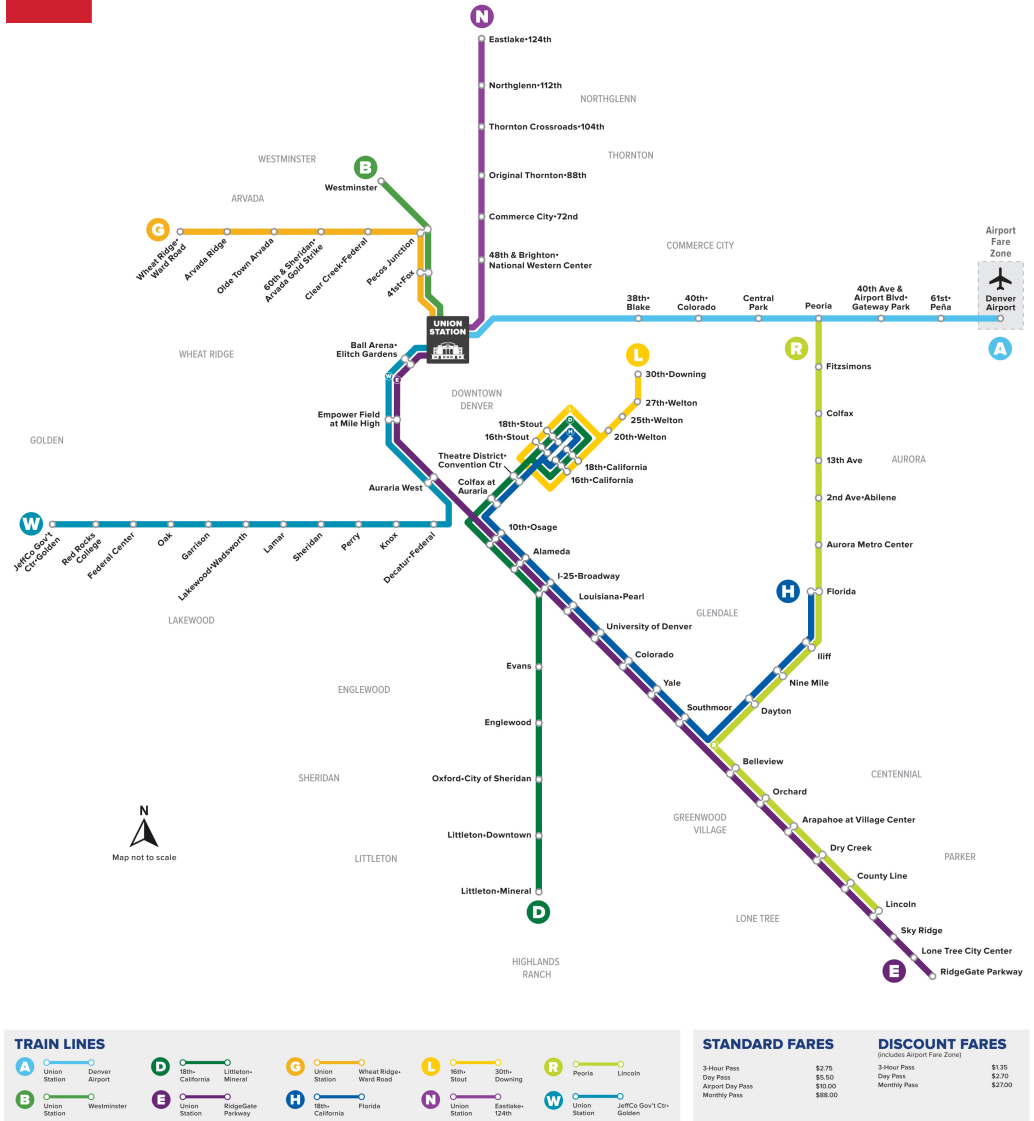 N
Eastlake•124th
Northglenn•112th
NORTHGLENN
Thornton Crossroads•104th
THORNTON
WESTMINSTER
B
Westminster
Original Thornton•88th
ARVADA
Commerce City•72nd
G
Wheat Ridge•
Ward Road
Arvada Ridge
Olde Town Arvada
60th & Sheridan•
Arvada Gold Strike
Clear Creek•Federal
Pecos Junction
41st•Fox
48th & Brighton•
National Western Center
COMMERCE CITY
Airport
Fare
Zone
Denver
Airport
A
38th•
Blake
40th•
Colorado
Central
Park
Peoria
40th Ave &
Airport Blvd•
Gateway Park
61st•
Peña
UNION
STATION
WHEAT RIDGE
Ball Arena•
Elitch Gardens
W
E
R
L
30th•Downing
Fitzsimons
DOWNTOWN
DENVER
27th•Welton
25th•Welton
20th•Welton
Colfax
Empower Field
at Mile High
L
D
H
18th•Stout
16th•Stout
18th•California
16th•California
Theatre District•
Convention Ctr
Colfax at
Auraria
GOLDEN
13th Ave
AURORA
Auraria West
2nd Ave•Abilene
W
JeffCo Gov't
Ctr•Golden
Red Rocks
College
Federal Center
Oak
Garrison
Lakewood•Wadsworth
Lamar
Sheridan
Perry
Knox
Decatur•Federal
10th•Osage
Alameda
Aurora Metro Center
I-25•Broadway
Louisiana•Pearl
H
Florida
LAKEWOOD
GLENDALE
University of Denver
Colorado
Iliff
Evans
Yale
Nine Mile
ENGLEWOOD
Southmoor
Dayton
Englewood
R
Belleview
SHERIDAN
Oxford•City of Sheridan
CENTENNIAL
Orchard
N
Map not to scale
GREENWOOD
VILLAGE
Arapahoe at Village Center
Littleton•Downtown
Dry Creek
LITTLETON
PARKER
County Line
Littleton•Mineral
D
Lincoln
LONE TREE
Sky Ridge
Lone Tree City Center
HIGHLANDS
RANCH
E
RidgeGate Parkway
TRAIN LINES
A
Union
Station
Denver
Airport
D
18th•
California
Littleton•
Mineral
G
Union
Station
Wheat Ridge•
Ward Road
L
16th•
Stout
30th•
Downing
R
Peoria
Lincoln
B
Union
Station
Westminster
E
Union
Station
RidgeGate
Parkway
H
18th•
California
Florida
N
Union
Station
Eastlake•
124th
W
Union
Station
JeffCo Gov't Ctr•
Golden
STANDARD FARES
3-Hour Pass $2.75
Day Pass $5.50
Airport Day Pass $10.00
Monthly Pass $88.00
DISCOUNT FARES
(includes Airport Fare Zone)
3-Hour Pass $1.35
Day Pass $2.70
Monthly Pass $27.00